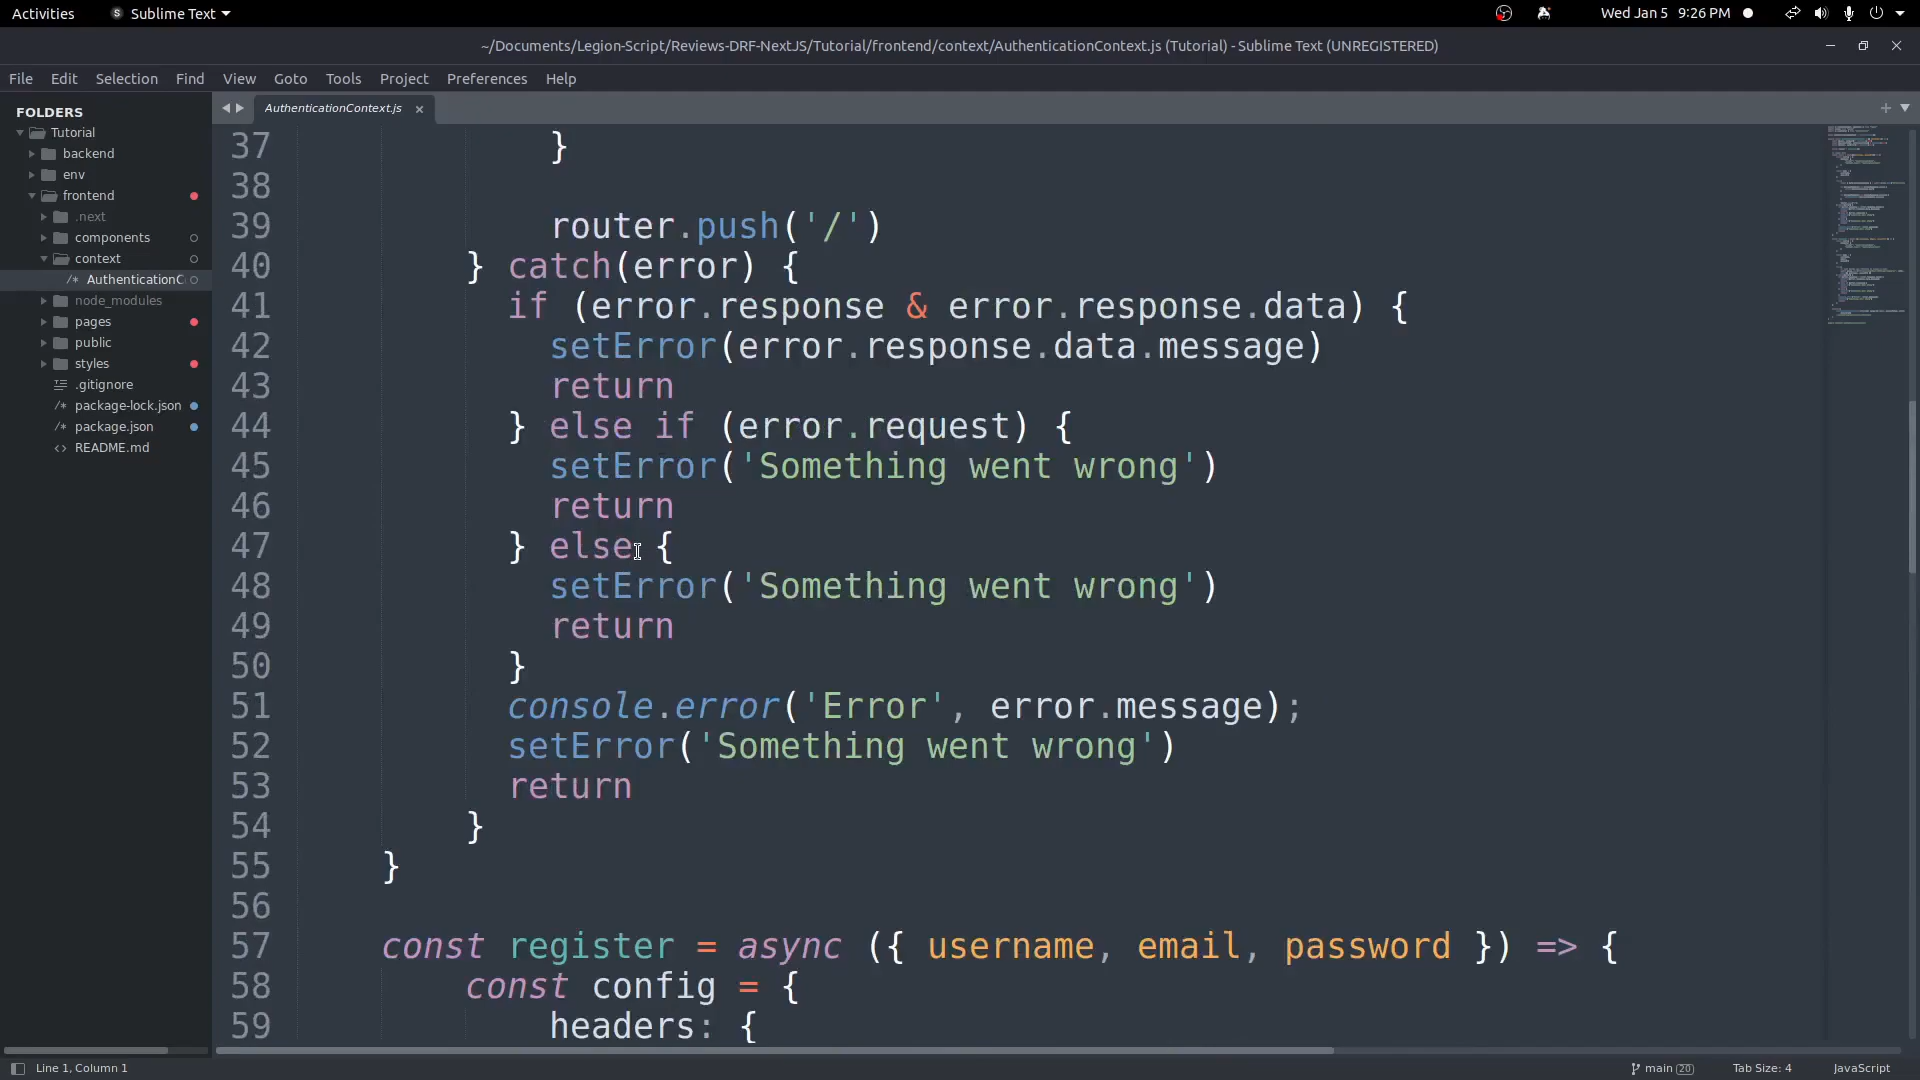 Activities
Sublime Text
Wed Jan 5 9:26 PM
~/Documents/Legion-Script/Reviews-DRF-NextJS/Tutorial/frontend/context/AuthenticationContext.js (Tutorial) - Sublime Text (UNREGISTERED)
File Edit Selection Find View Goto Tools Project Preferences Help
FOLDERS
Tutorial
backend
env
frontend
.next
components
context
/* AuthenticationC
node_modules
pages
public
styles
.gitignore
/* package-lock.json
/* package.json
<> README.md
AuthenticationContext.js ×
37 }
38
39 router.push('/')
40 } catch(error) {
41 if (error.response & error.response.data) {
42 setError(error.response.data.message)
43 return
44 } else if (error.request) {
45 setError('Something went wrong')
46 return
47 } else {
48 setError('Something went wrong')
49 return
50 }
51 console.error('Error', error.message);
52 setError('Something went wrong')
53 return
54 }
55 }
56
57 const register = async ({ username, email, password }) => {
58 const config = {
59 headers: {
Line 1, Column 1
main 20
Tab Size: 4
JavaScript